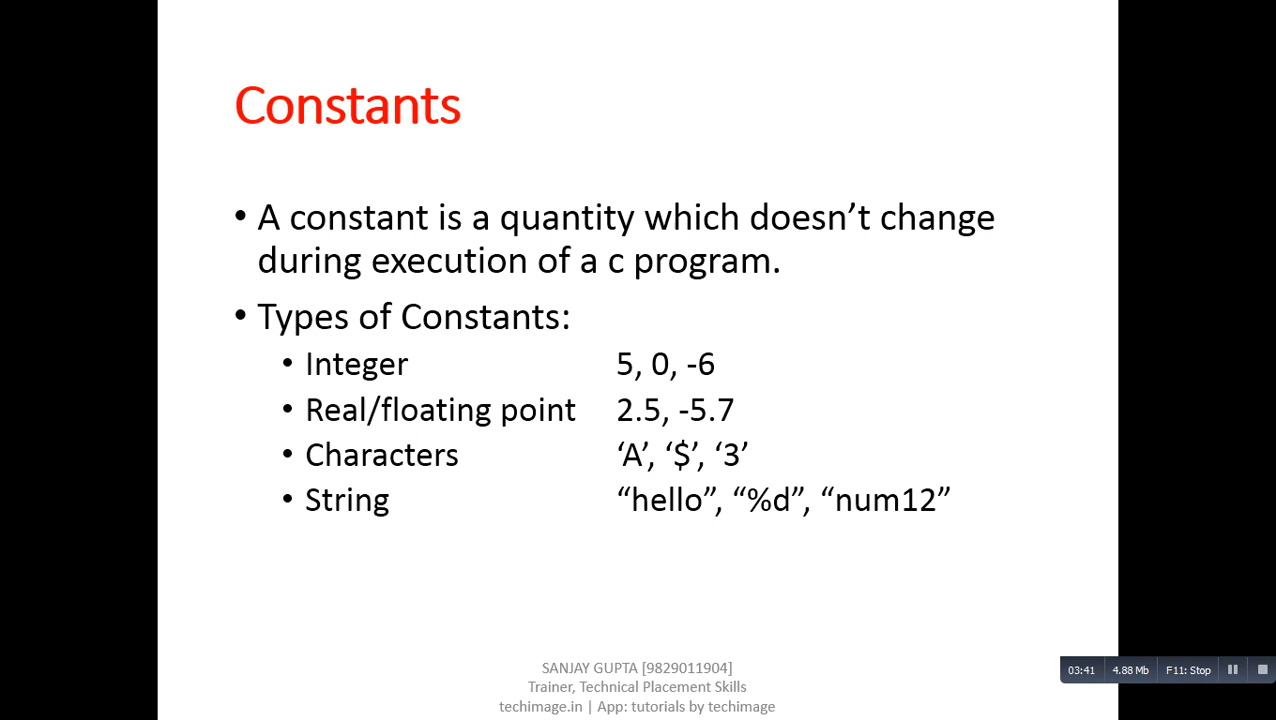 Constants
• A constant is a quantity which doesn’t change
during execution of a c program.
• Types of Constants:
• Integer 5, 0, -6
• Real/floating point 2.5, -5.7
• Characters ‘A’, ‘$’, ‘3’
• String “hello”, “%d”, “num12”
SANJAY GUPTA [9829011904]
Trainer, Technical Placement Skills
techimage.in | App: tutorials by techimage
03:41 4.88 Mb F11: Stop